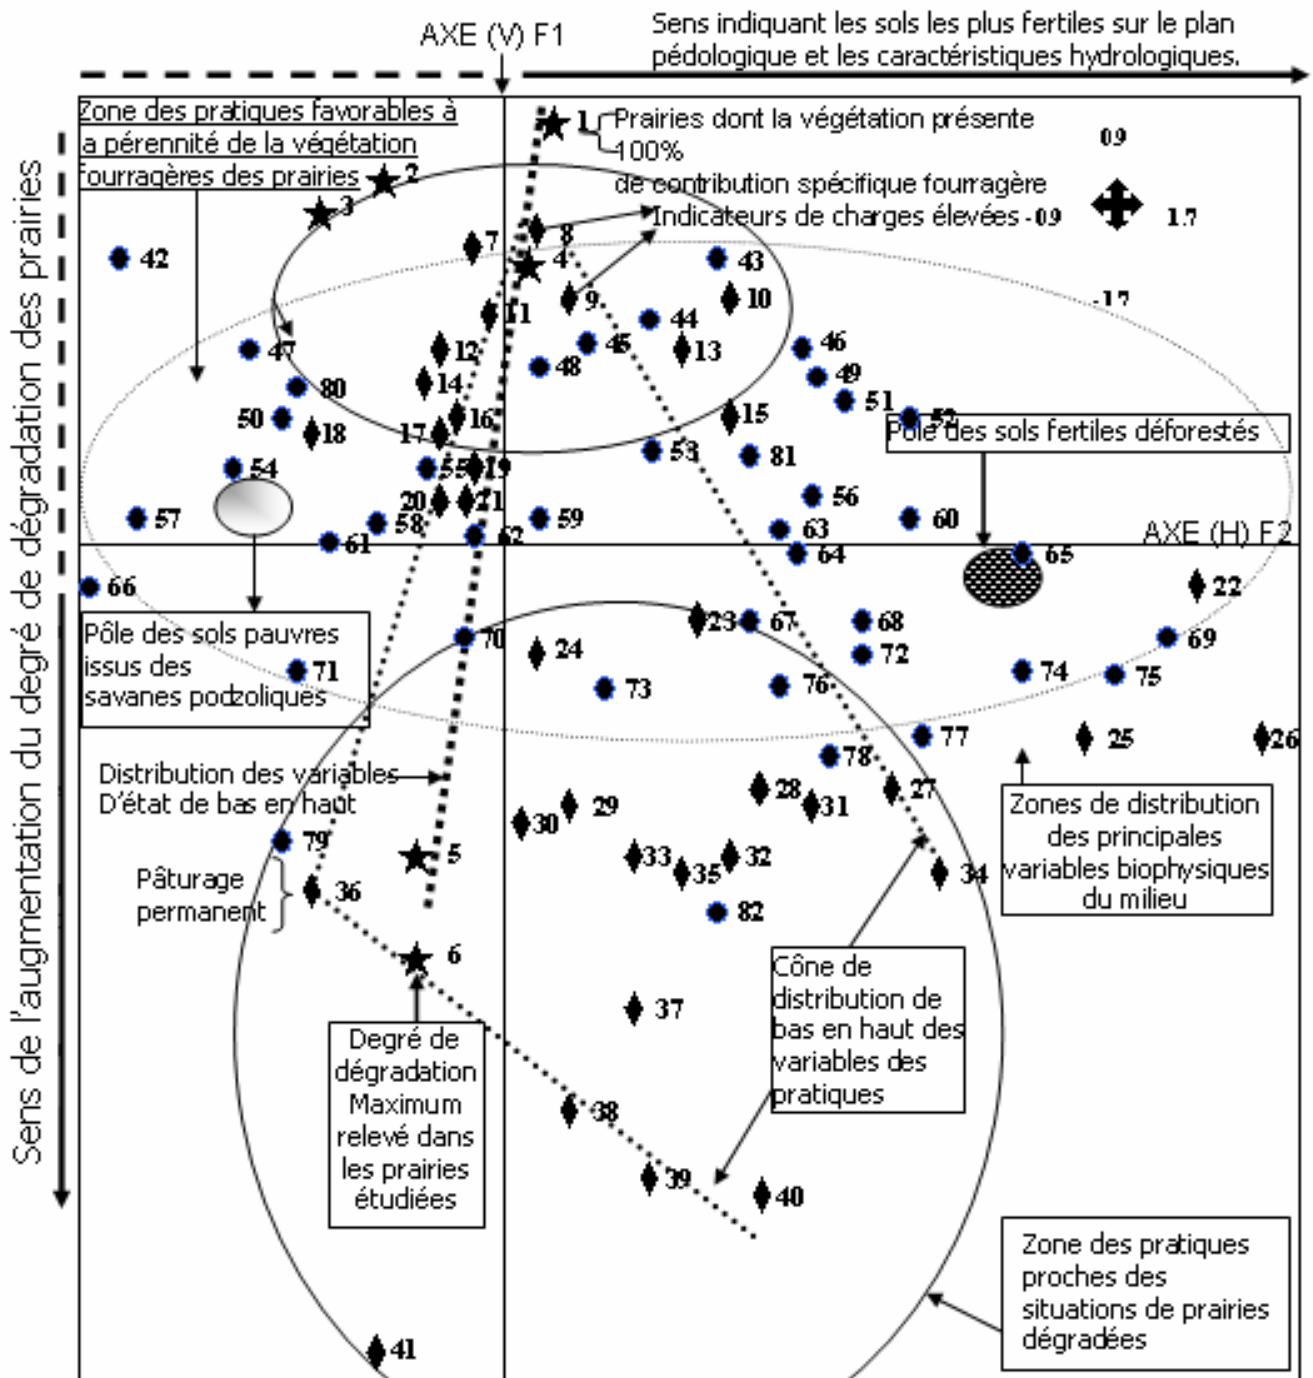 AXE (V) F1
Sens indiquant les sols les plus fertiles sur le plan
pédologique et les caractéristiques hydrologiques.
Sens de l'augmentation du degré de dégradation des prairies
Zone des pratiques favorables à
a pérennité de la végétation
fourragères des prairies
1
Prairies dont la végétation présente
100%
de contribution spécifique fourragère
Indicateurs de charges élevées
0.9
-0.9
1.7
-1.7
2
3
7
8
4
42
43
9
10
11
44
45
12
13
46
47
48
49
14
80
51
50
16
15
52
Pôle des sols fertiles déforestés
18
17
53
81
54
55
19
20
21
56
57
58
59
60
61
62
63
AXE (H) F2
64
65
66
22
Pôle des sols pauvres
issus des
savanes podzoliques
71
70
23
67
68
69
24
72
73
76
74
75
77
25
26
78
Distribution des variables
D'état de bas en haut
28
27
29
31
30
Zones de distribution
des principales
variables biophysiques
du milieu
79
5
33
32
35
34
Pâturage
permanent
36
82
6
37
Cône de
distribution de
bas en haut des
variables des
pratiques
Degré de
dégradation
Maximum
relevé dans
les prairies
étudiées
38
39
40
Zone des pratiques
proches des
situations de prairies
dégradées
41